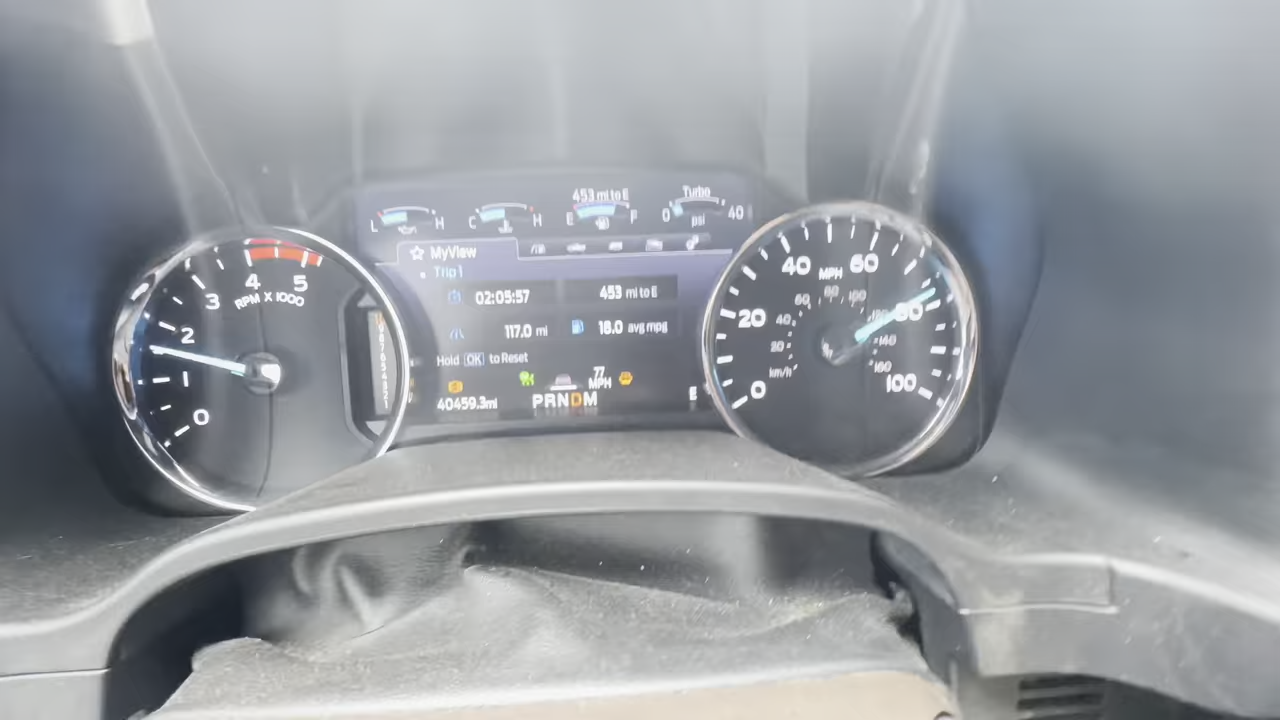 453 mi to E
Turbo
L H
C H
E F
0 40
psi
MyView
Trip 1
02:05:57
453 mi to E
117.0 mi
18.0 avg mpg
Hold OK to Reset
77
MPH
40459.3mi
PRNDM
E
0
1
2
3
4
5
RPM X 1000
0
20
40
60
80
100
MPH
km/h
20
40
60
80
100
120
140
160